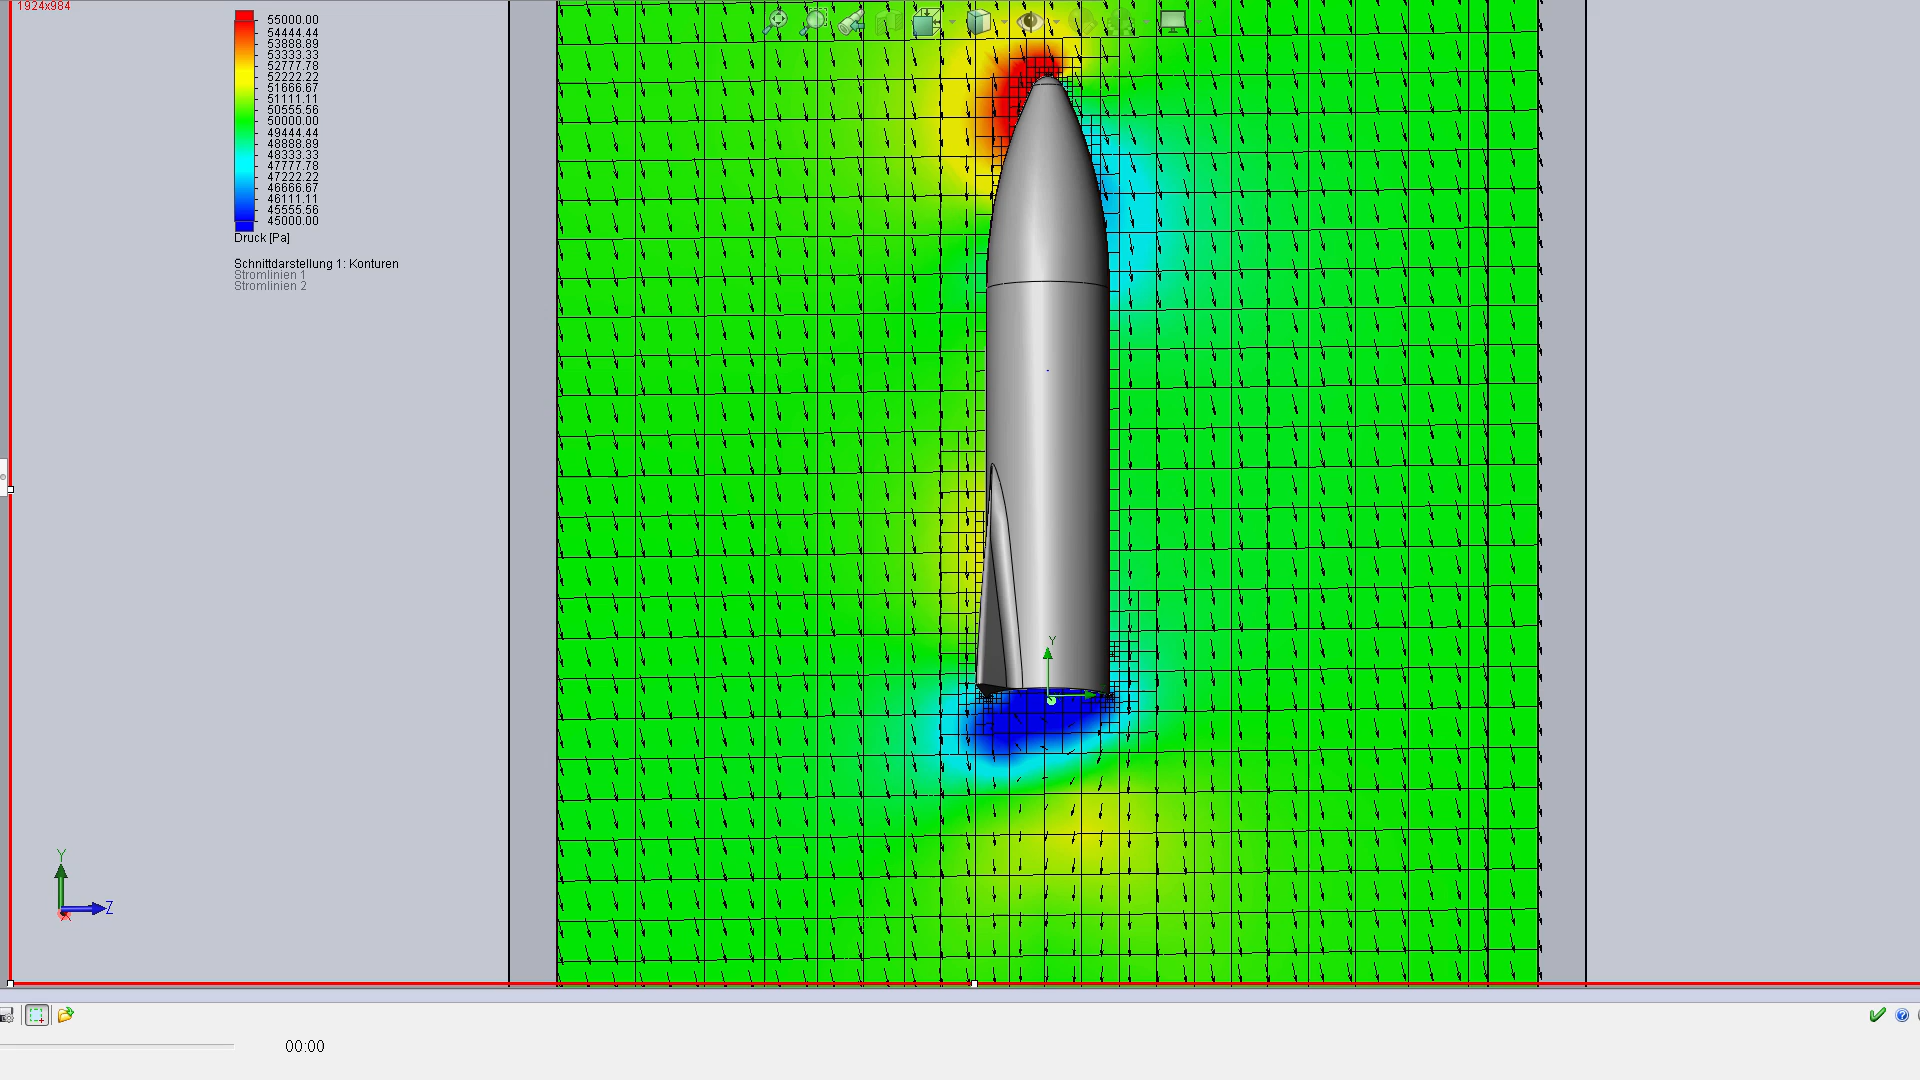 1924x984
55000.00
54444.44
53888.89
53333.33
52777.78
52222.22
51666.67
51111.11
50555.56
50000.00
49444.44
48888.89
48333.33
47777.78
47222.22
46666.67
46111.11
45555.56
45000.00
Druck [Pa]
Schnittdarstellung 1: Konturen
Stromlinien 1
Stromlinien 2
Y
Y
Z
X
00:00